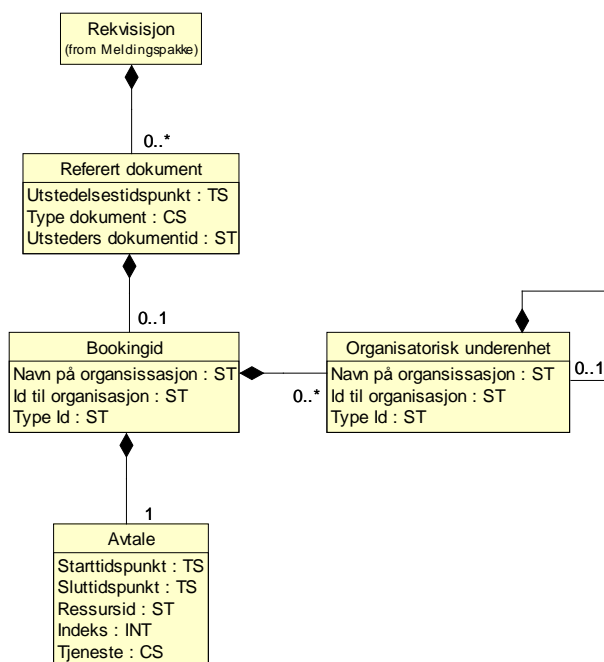 Rekvisisjon
(from Meldingspakke)
0..*
Referert dokument
Utstedelsestidspunkt : TS
Type dokument : CS
Utsteders dokumentid : ST
0..1
Bookingid
Navn på organsissasjon : ST
Id til organisasjon : ST
Type Id : ST
0..*
Organisatorisk underenhet
Navn på organsissasjon : ST
Id til organisasjon : ST
Type Id : ST
0..1
1
Avtale
Starttidspunkt : TS
Sluttidspunkt : TS
Ressursid : ST
Indeks : INT
Tjeneste : CS